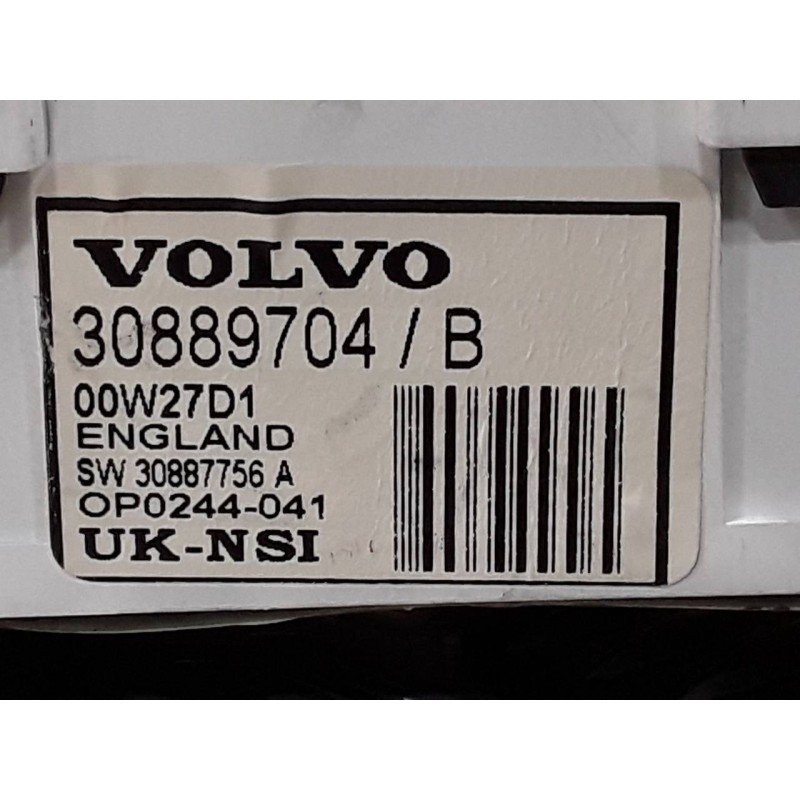 VOLVO
30889704 / B
00W27D1
ENGLAND
SW 30887756 A
OP0244-041
UK-NSI